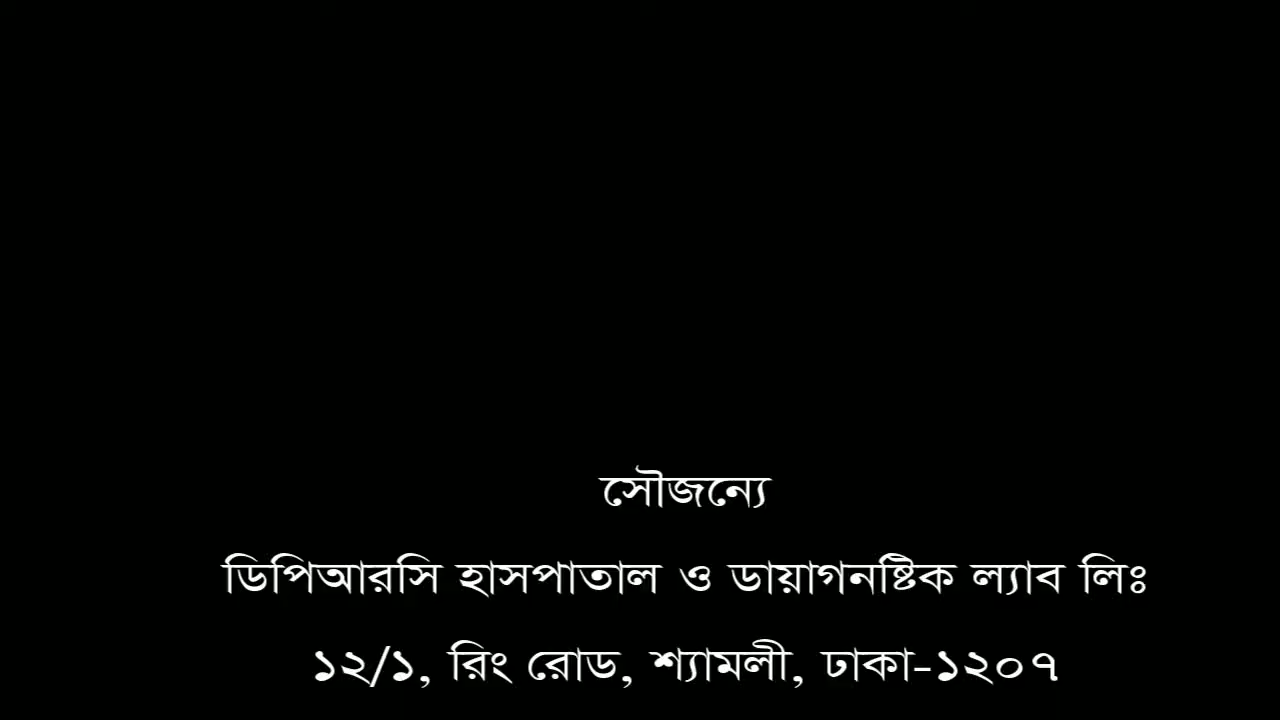 সৌজন্যে
ডিপিআরসি হাসপাতাল ও ডায়াগনষ্টিক ল্যাব লিঃ
১২/১, রিং রোড, শ্যামলী, ঢাকা-১২০৭